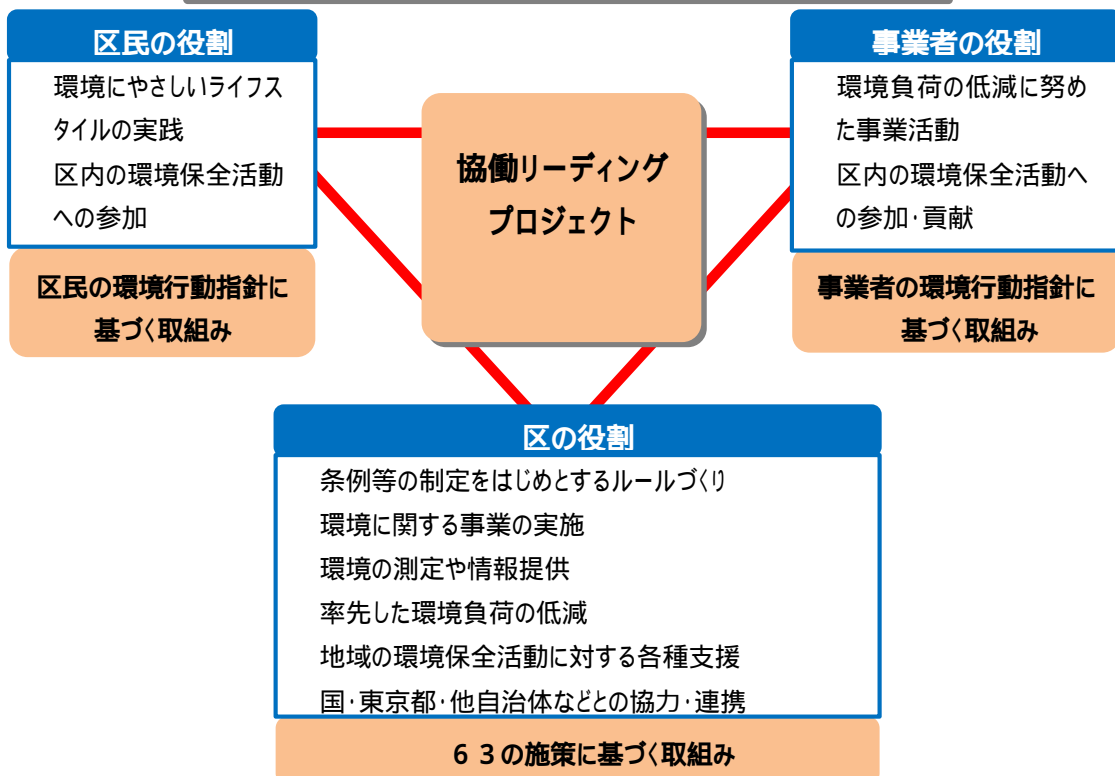 区民の役割
環境にやさしいライフス
タイルの実践
区内の環境保全活動
への参加
区民の環境行動指針に
基づく取組み
協働リーディング
プロジェクト
事業者の役割
環境負荷の低減に努め
た事業活動
区内の環境保全活動へ
の参加・貢献
事業者の環境行動指針に
基づく取組み
区の役割
条例等の制定をはじめとするルールづくり
環境に関する事業の実施
環境の測定や情報提供
率先した環境負荷の低減
地域の環境保全活動に対する各種支援
国・東京都・他自治体などとの協力・連携
63の施策に基づく取組み